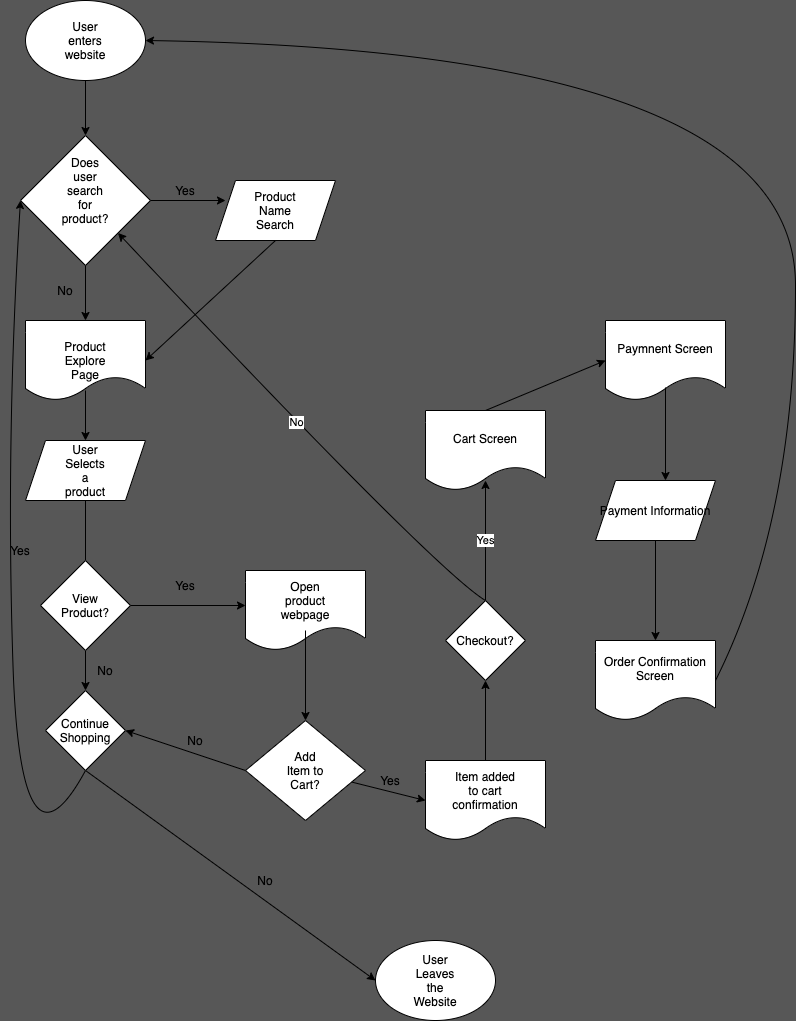 User
enters
website
Does
user
search
for
product?
Yes
Product
Name
Search
No
Product
Explore
Page
Paymnent Screen
No
Cart Screen
User
Selects
a
product
Payment Information
Yes
Yes
View
Product?
Yes
Open
product
webpage
Checkout?
Order Confirmation
Screen
No
Continue
Shopping
No
Add
Item to
Cart?
Yes
Item added
to cart
confirmation
No
User
Leaves
the
Website